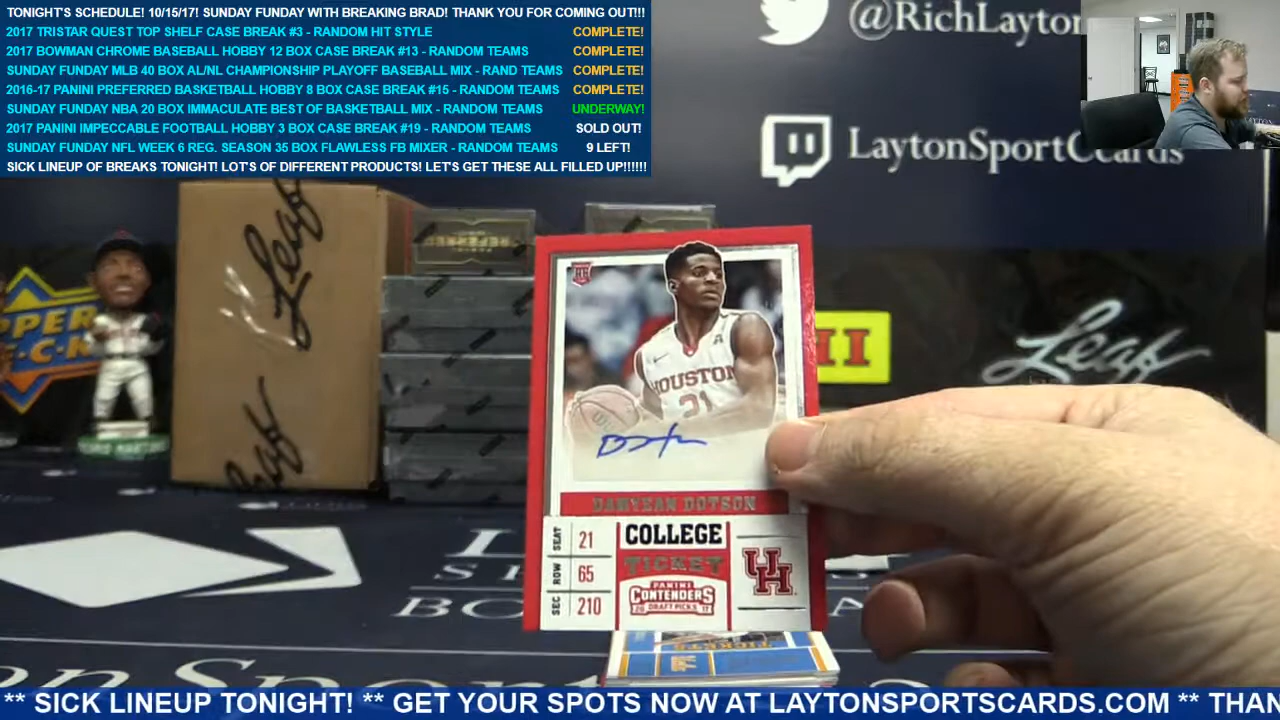 TONIGHT'S SCHEDULE! 10/15/17! SUNDAY FUNDAY WITH BREAKING BRAD! THANK YOU FOR COMING OUT!!!
2017 TRISTAR QUEST TOP SHELF CASE BREAK #3 - RANDOM HIT STYLE COMPLETE!
2017 BOWMAN CHROME BASEBALL HOBBY 12 BOX CASE BREAK #13 - RANDOM TEAMS COMPLETE!
SUNDAY FUNDAY MLB 40 BOX AL/NL CHAMPIONSHIP PLAYOFF BASEBALL MIX - RAND TEAMS COMPLETE!
2016-17 PANINI PREFERRED BASKETBALL HOBBY 8 BOX CASE BREAK #15 - RANDOM TEAMS COMPLETE!
SUNDAY FUNDAY NBA 20 BOX IMMACULATE BEST OF BASKETBALL MIX - RANDOM TEAMS UNDERWAY!
2017 PANINI IMPECCABLE FOOTBALL HOBBY 3 BOX CASE BREAK #19 - RANDOM TEAMS SOLD OUT!
SUNDAY FUNDAY NFL WEEK 6 REG. SEASON 35 BOX FLAWLESS FB MIXER - RANDOM TEAMS 9 LEFT!
SICK LINEUP OF BREAKS TONIGHT! LOT'S OF DIFFERENT PRODUCTS! LET'S GET THESE ALL FILLED UP!!!!!!
@RichLayton
LaytonSportCcards
Leaf
Leaf
Leaf
HOUSTON
21
DAMYEAN DOTSON
SEAT 21
ROW 65
SEC 210
COLLEGE
TICKET
PANINI
CONTENDERS
DRAFT PICKS
UH
** SICK LINEUP TONIGHT! ** GET YOUR SPOTS NOW AT LAYTONSPORTSCARDS.COM ** THAN